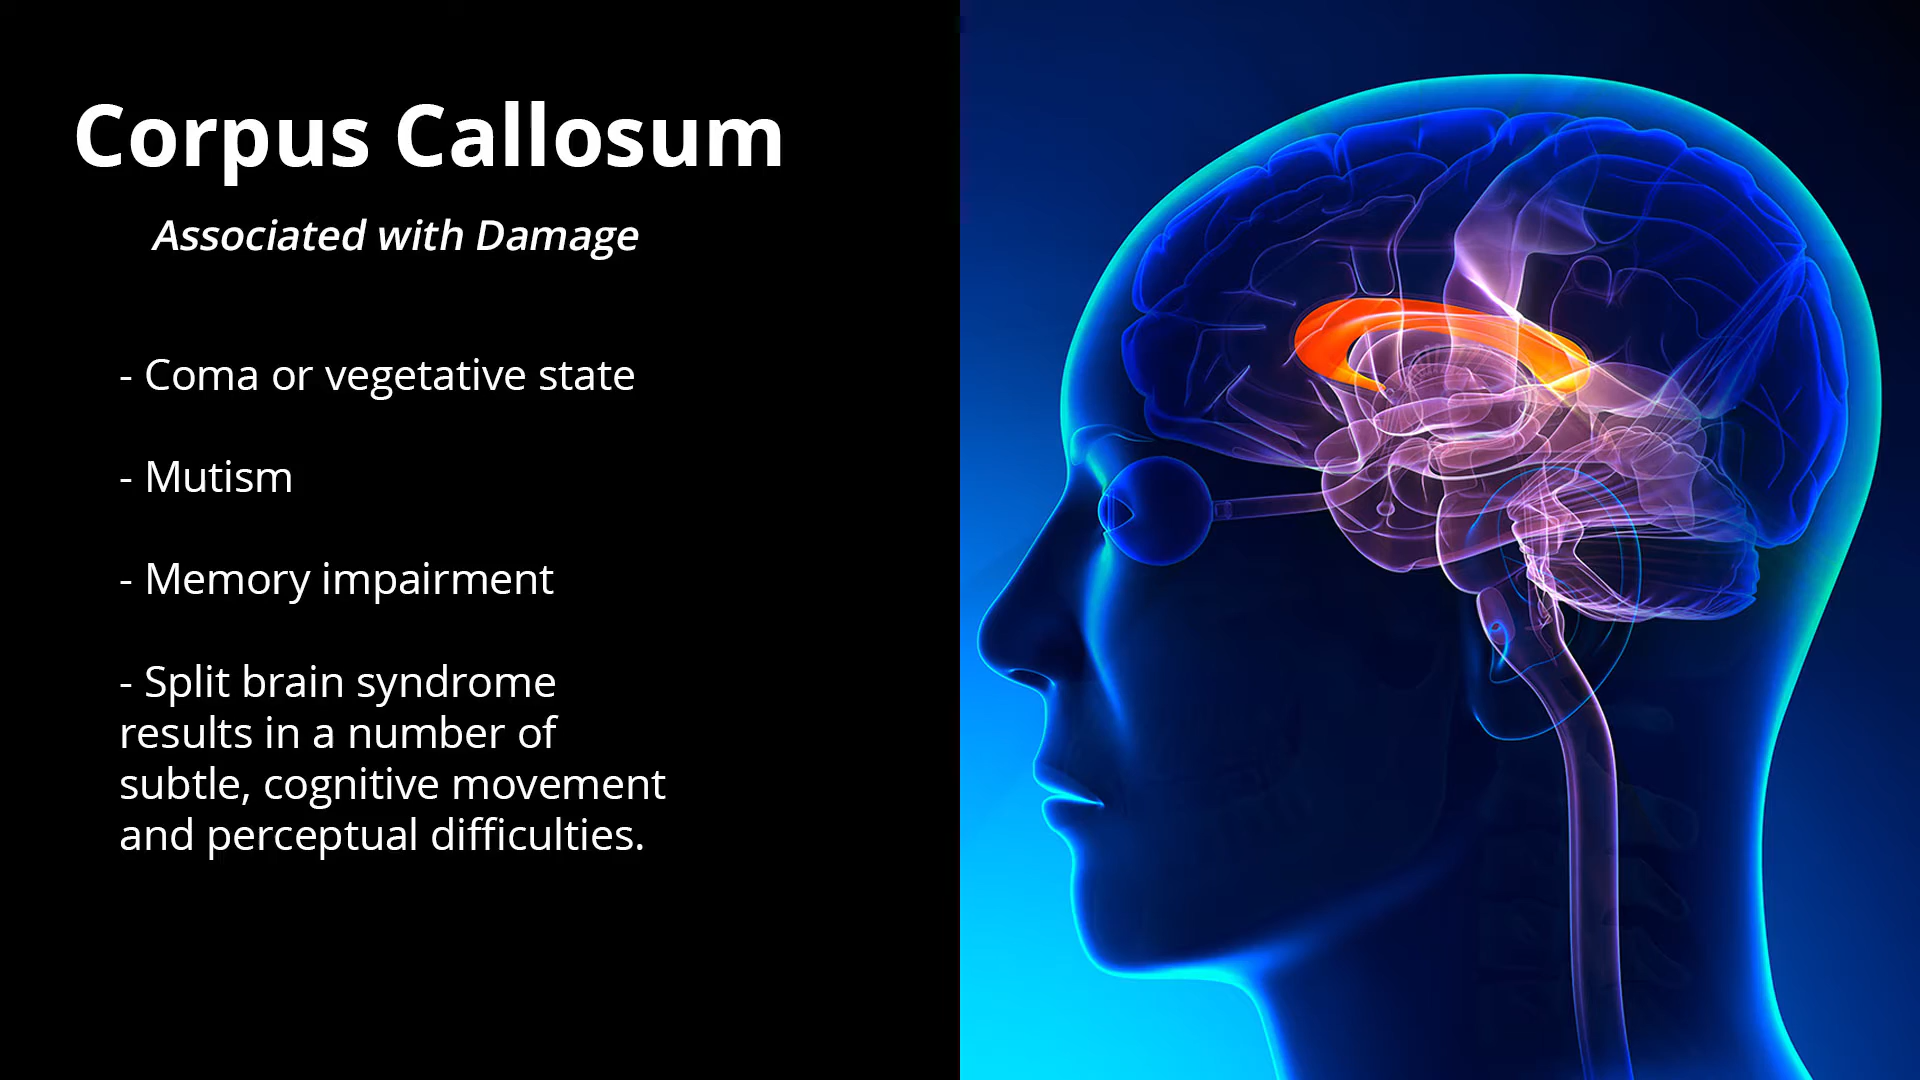 Corpus Callosum
Associated with Damage
- Coma or vegetative state
- Mutism
- Memory impairment
- Split brain syndrome
results in a number of
subtle, cognitive movement
and perceptual difficulties.